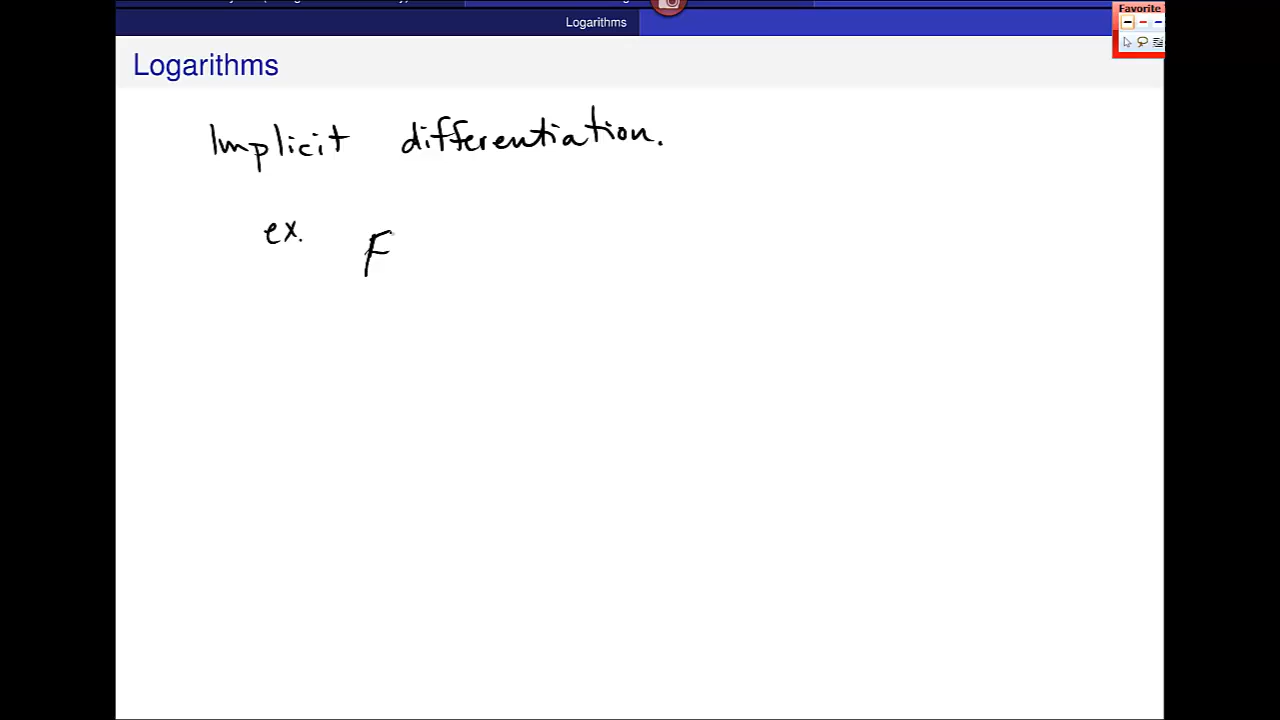 Logarithms
Favorite
Logarithms
Implicit differentiation.
ex. F